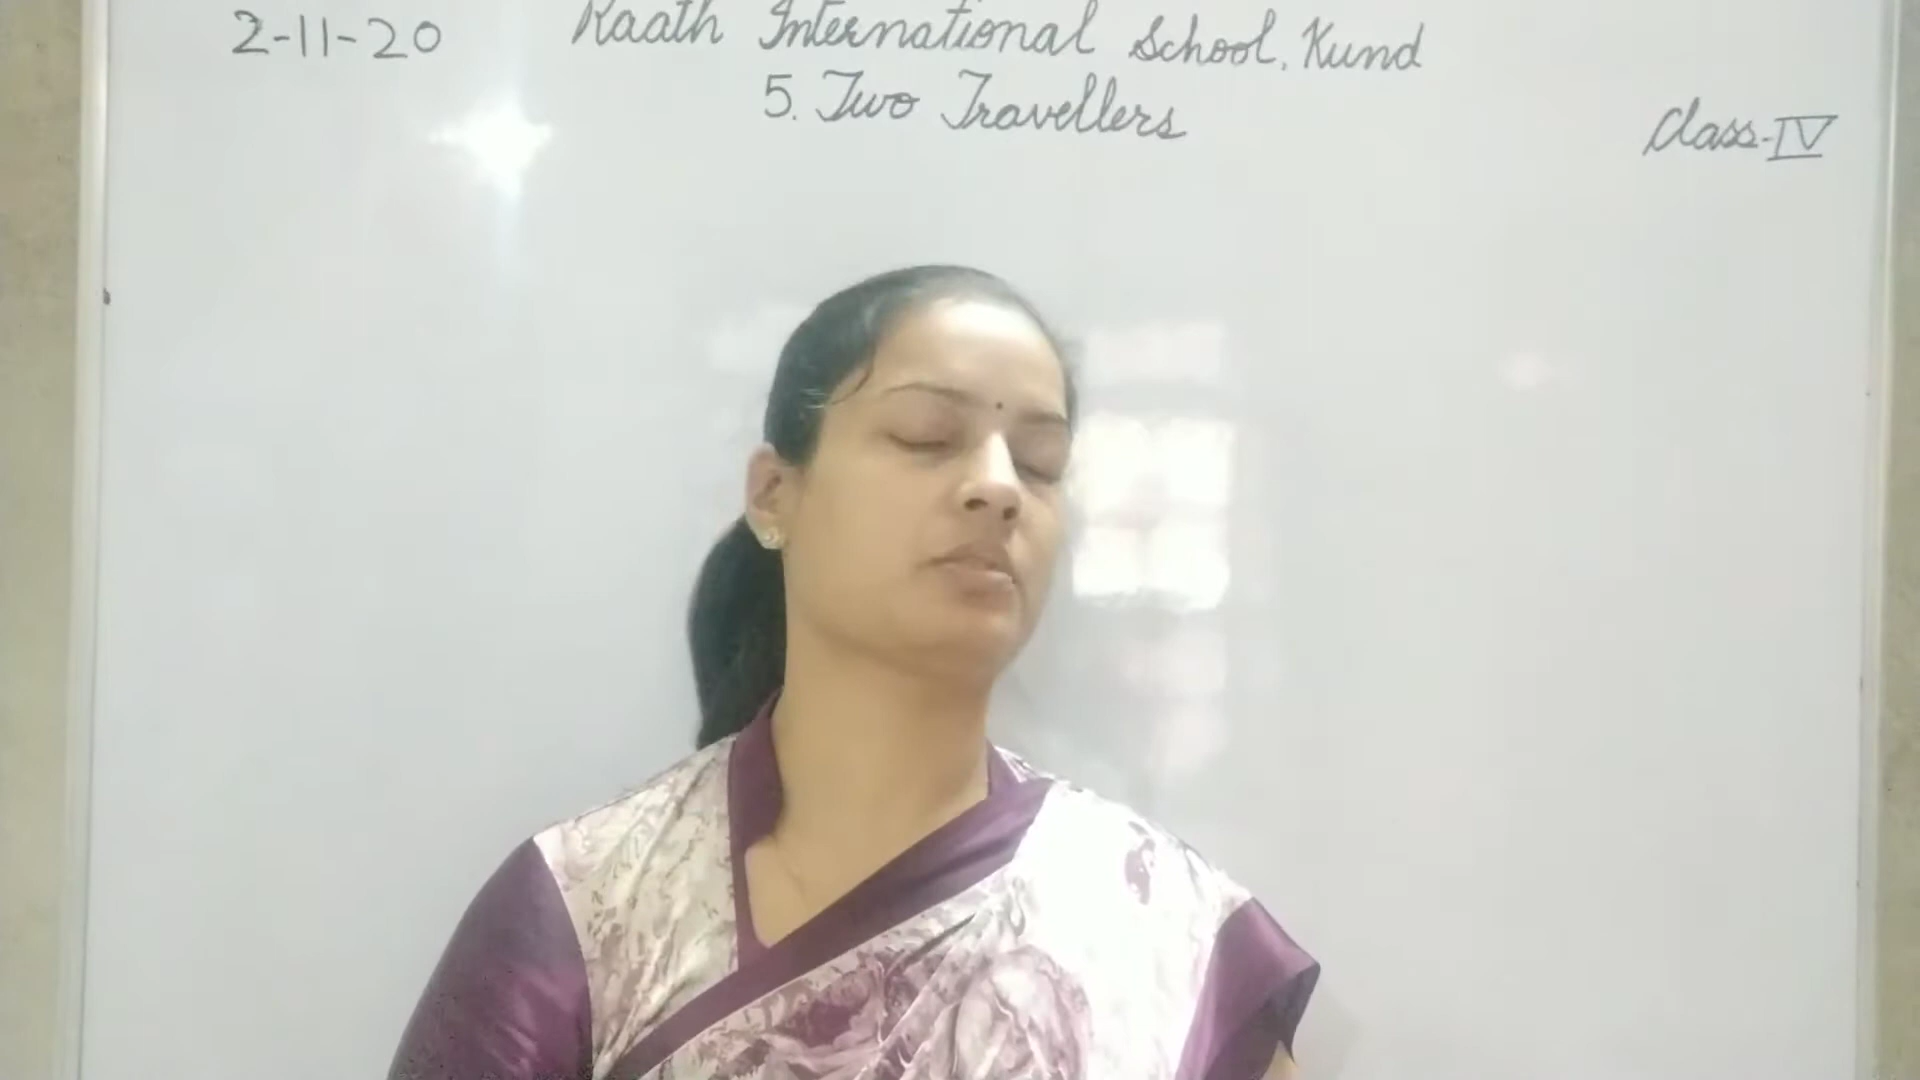 2-11-20 Raath International School, Kund
5. Two Travellers
Class-IV